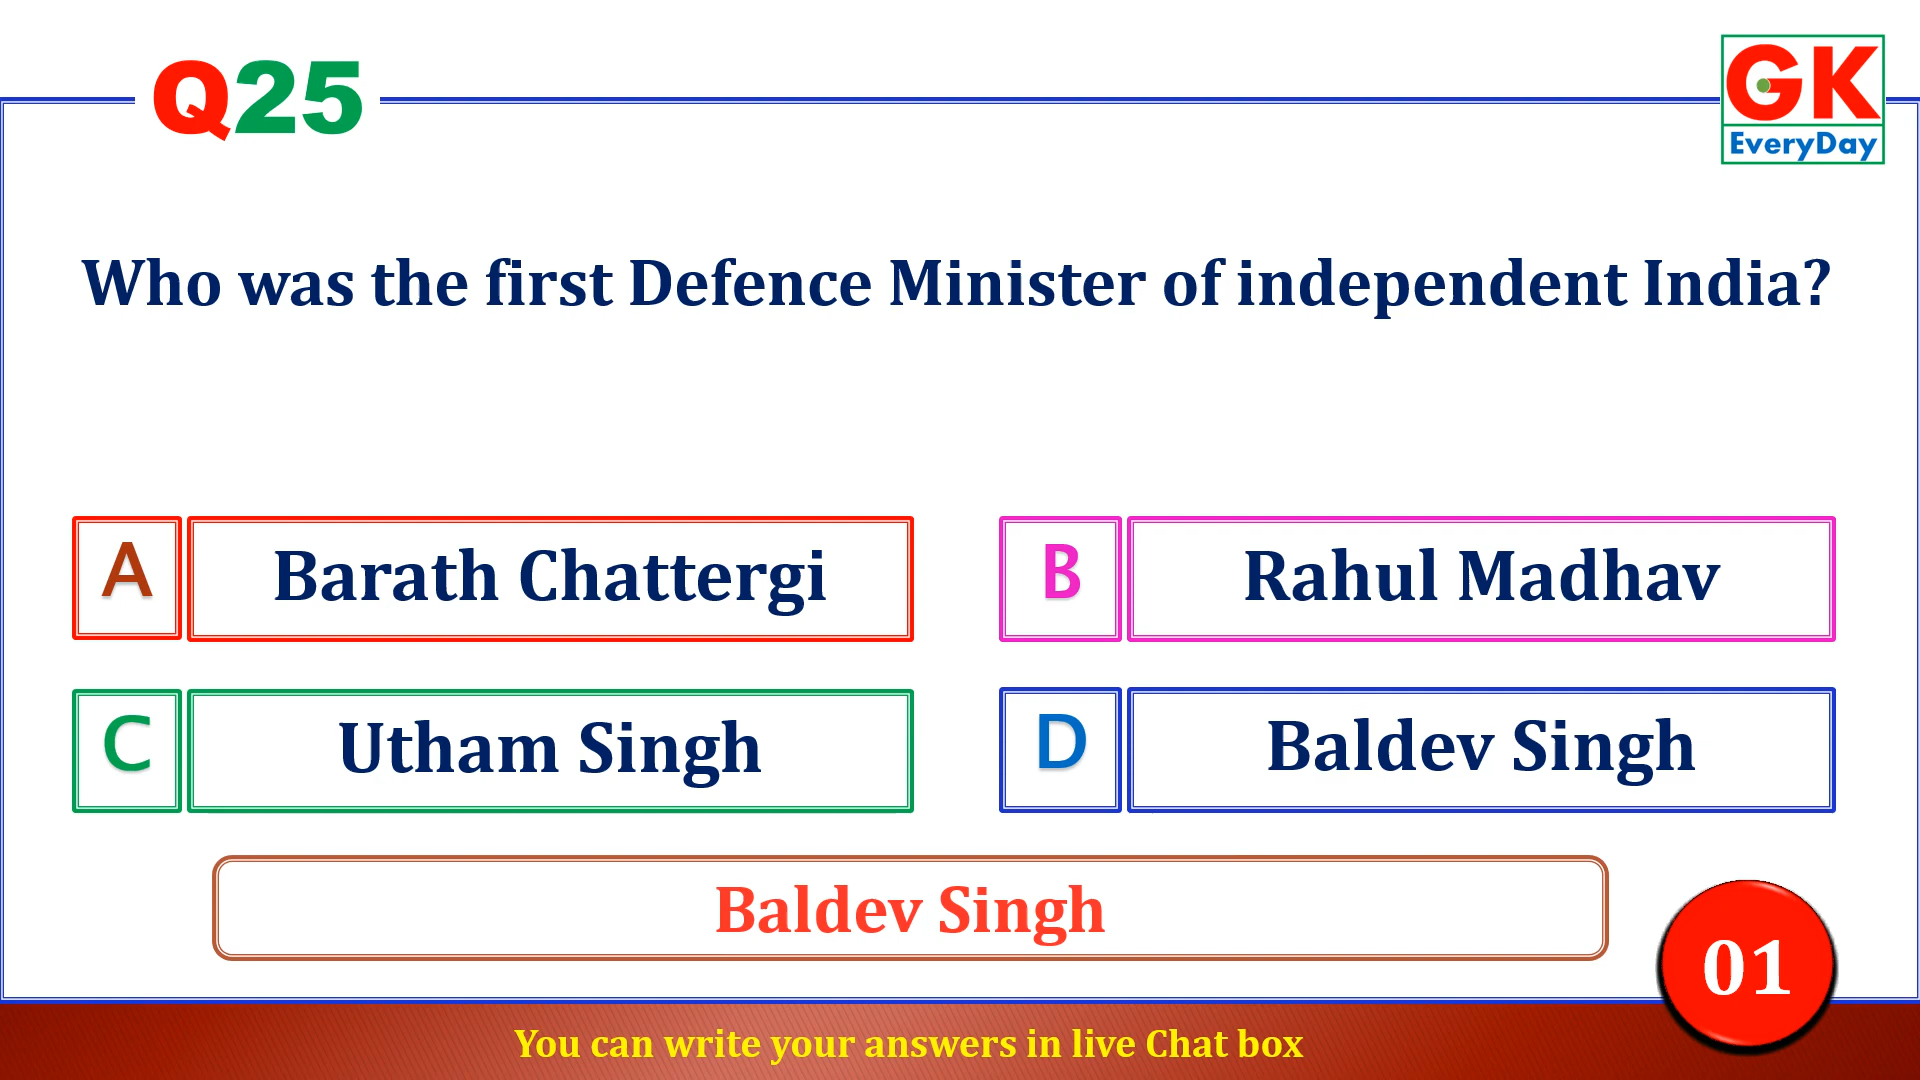 Q25
GK
EveryDay
Who was the first Defence Minister of independent India?
A
Barath Chattergi
B
Rahul Madhav
C
Utham Singh
D
Baldev Singh
Baldev Singh
01
You can write your answers in live Chat box